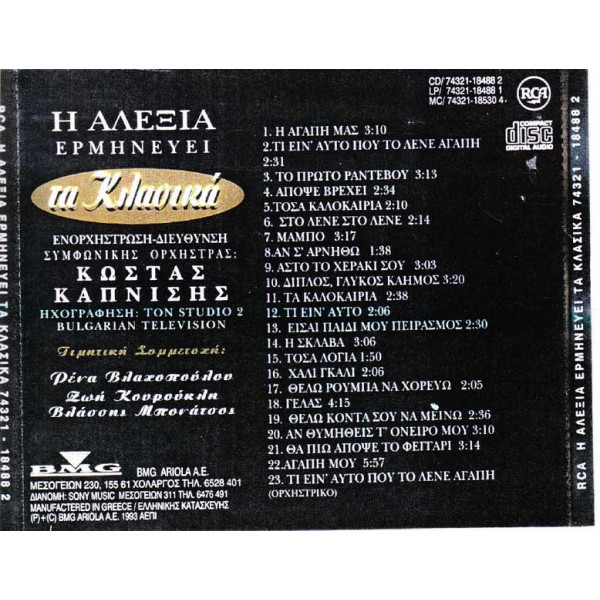 CD/ 74321-18488 2
LP/ 74321-18488 1
MC/ 74321-18530 4
RCA
COMPACT
disc
DIGITAL AUDIO
Η ΑΛΕΞΙΑ
ΕΡΜΗΝΕΥΕΙ
τα Κλασικά
ΕΝΟΡΧΗΣΤΡΩΣΗ-ΔΙΕΥΘΥΝΣΗ
ΣΥΜΦΩΝΙΚΗΣ ΟΡΧΗΣΤΡΑΣ:
ΚΩΣΤΑΣ
ΚΑΠΝΙΣΗΣ
ΗΧΟΓΡΑΦΗΣΗ: TON STUDIO 2
BULGARIAN TELEVISION
Τιμητική Συμμετοχή:
Ρένα Βλαχοπούλου
Ζωή Κουρούκλη
Βλάσσης Μπονάτσος
1. Η ΑΓΑΠΗ ΜΑΣ 3:10
2.ΤΙ ΕΙΝ' ΑΥΤΟ ΠΟΥ ΤΟ ΛΕΝΕ ΑΓΑΠΗ
2:31
3. ΤΟ ΠΡΩΤΟ ΡΑΝΤΕΒΟΥ 3:13
4. ΑΠΟΨΕ ΒΡΕΧΕΙ 2:34
5.ΤΟΣΑ ΚΑΛΟΚΑΙΡΙΑ 2:10
6. ΣΤΟ ΛΕΝΕ ΣΤΟ ΛΕΝΕ 2:14
7. ΜΑΜΠΟ 3:17
8.ΑΝ Σ' ΑΡΝΗΘΩ 1:38
9. ΑΣΤΟ ΤΟ ΧΕΡΑΚΙ ΣΟΥ 3:03
10. ΔΙΠΛΟΣ, ΓΛΥΚΟΣ ΚΑΗΜΟΣ 3:20
11. ΤΑ ΚΑΛΟΚΑΙΡΙΑ 2:38
12. ΤΙ ΕΙΝ' ΑΥΤΟ 2:06
13. ΕΙΣΑΙ ΠΑΙΔΙ ΜΟΥ ΠΕΙΡΑΣΜΟΣ 2:30
14. Η ΣΚΛΑΒΑ 3:34
15. ΤΟΣΑ ΛΟΓΙΑ 1:50
16. ΧΑΛΙ ΓΚΑΛΙ 2:06
17. ΘΕΛΩ ΡΟΥΜΠΑ ΝΑ ΧΟΡΕΥΩ 2:05
18. ΓΕΛΑΣ 4:15
19. ΘΕΛΩ ΚΟΝΤΑ ΣΟΥ ΝΑ ΜΕΙΝΩ 2:36
20. ΑΝ ΘΥΜΗΘΕΙΣ Τ' ΟΝΕΙΡΟ ΜΟΥ 3:10
21. ΘΑ ΠΙΩ ΑΠΟΨΕ ΤΟ ΦΕΓΓΑΡΙ 3:13
22.ΑΓΑΠΗ ΜΟΥ 5:57
23. ΤΙ ΕΙΝ' ΑΥΤΟ ΠΟΥ ΤΟ ΛΕΝΕ ΑΓΑΠΗ
(ΟΡΧΗΣΤΡΙΚΟ)
BMG BMG ARIOLA A.E.
ΜΕΣΟΓΕΙΩΝ 230, 155 61 ΧΟΛΑΡΓΟΣ ΤΗΛ. 6528 401
ΔΙΑΝΟΜΗ: SONY MUSIC ΜΕΣΟΓΕΙΩΝ 311 ΤΗΛ. 6476 491
MANUFACTURED IN GREECE / ΕΛΛΗΝΙΚΗΣ ΚΑΤΑΣΚΕΥΗΣ
(P)+(C) BMG ARIOLA A.E. 1993 ΑΕΠΙ
RCA Η ΑΛΕΞΙΑ ΕΡΜΗΝΕΥΕΙ ΤΑ ΚΛΑΣΙΚΑ 74321 - 18488 2
RCA Η ΑΛΕΞΙΑ ΕΡΜΗΝΕΥΕΙ ΤΑ ΚΛΑΣΙΚΑ 74321 - 18488 2